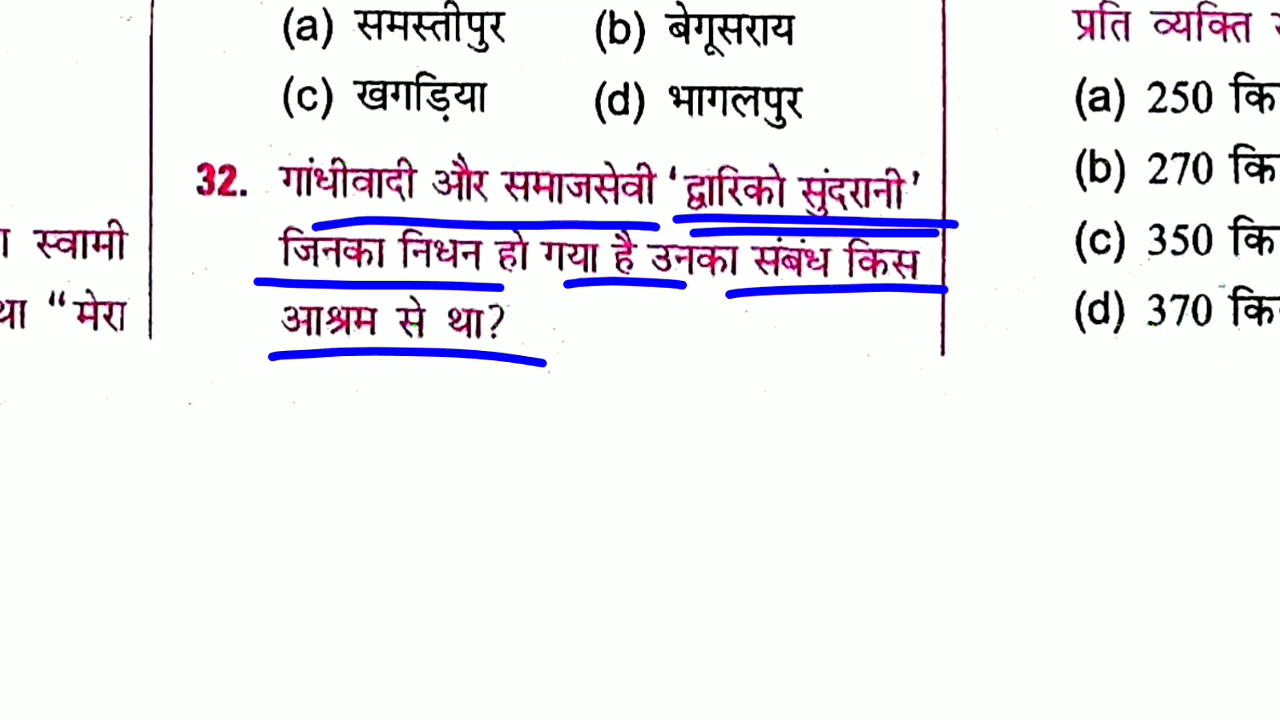 (a) समस्तीपुर (b) बेगूसराय
(c) खगड़िया (d) भागलपुर
32. गांधीवादी और समाजसेवी ‘द्वारिको सुंदरानी’
जिनका निधन हो गया है उनका संबंध किस
आश्रम से था?
स्वामी
था “मेरा
प्रति व्यक्ति
(a) 250 कि
(b) 270 कि
(c) 350 कि
(d) 370 कि